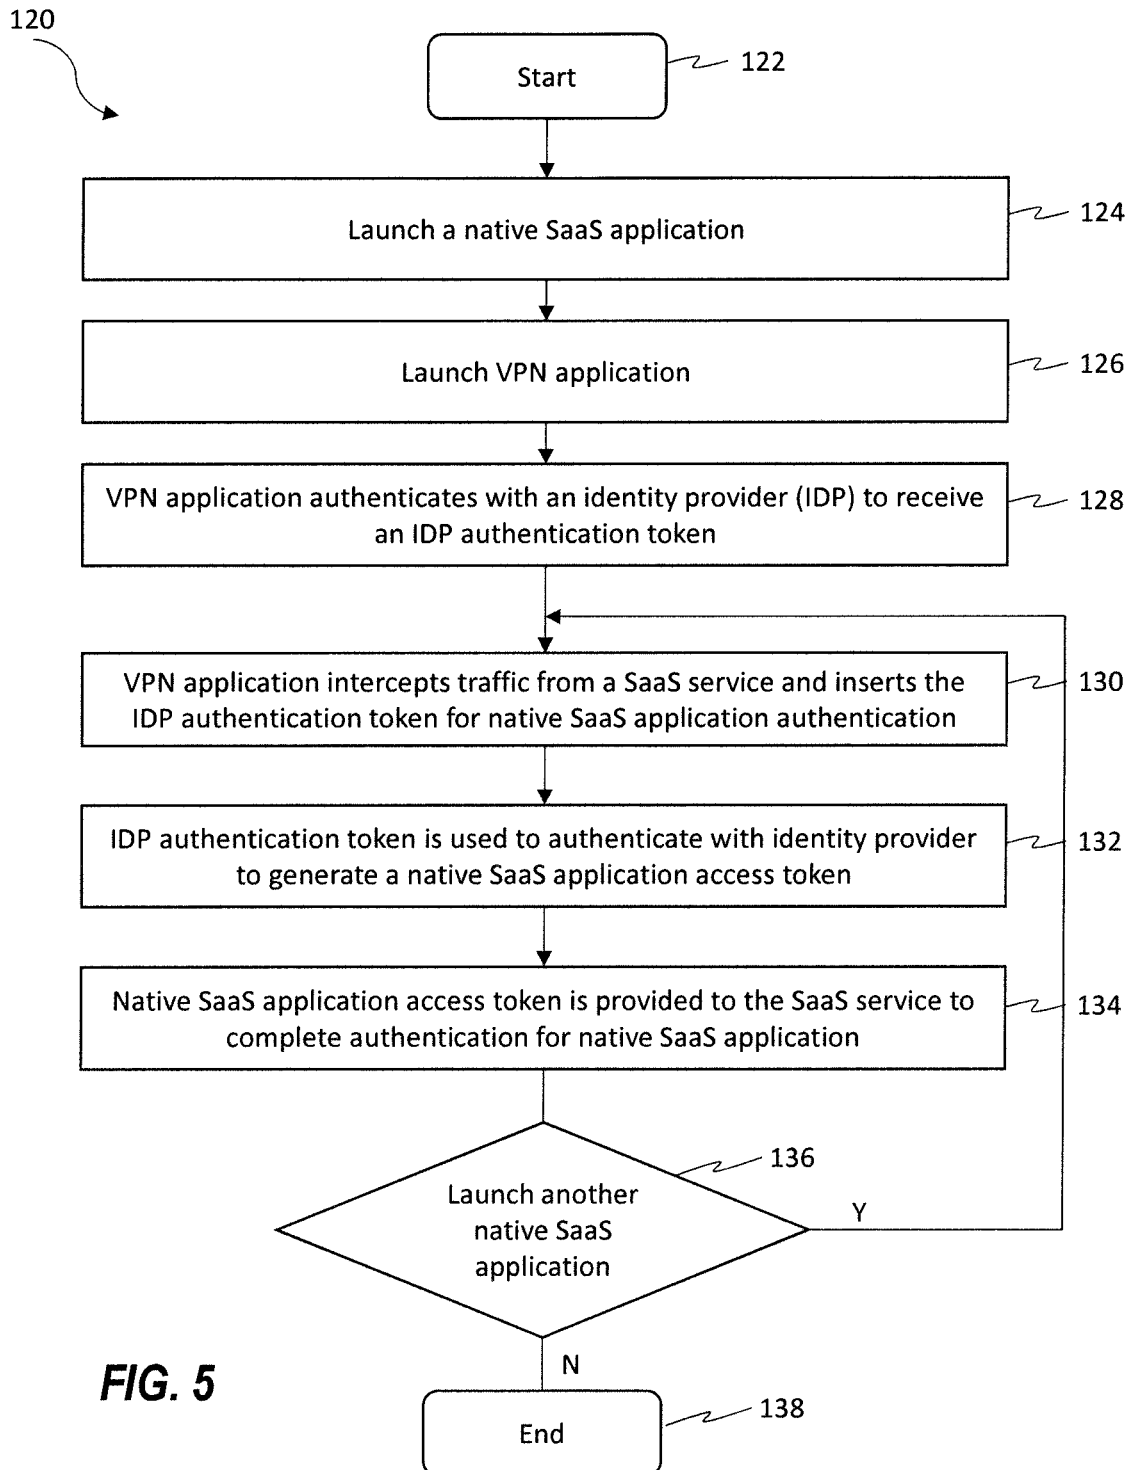 120
Start
122
Launch a native SaaS application
124
Launch VPN application
126
VPN application authenticates with an identity provider (IDP) to receive
an IDP authentication token
128
VPN application intercepts traffic from a SaaS service and inserts the
IDP authentication token for native SaaS application authentication
130
IDP authentication token is used to authenticate with identity provider
to generate a native SaaS application access token
132
Native SaaS application access token is provided to the SaaS service to
complete authentication for native SaaS application
134
136
Launch another
native SaaS
application
Y
N
FIG. 5
End
138